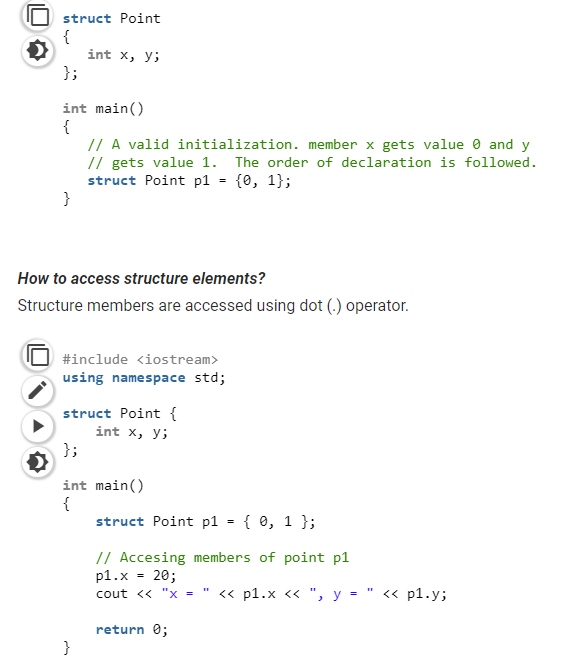 struct Point
{
int x, y;
};
int main()
{
// A valid initialization. member x gets value 0 and y
// gets value 1.  The order of declaration is followed.
struct Point p1 = {0, 1};
}
How to access structure elements?
Structure members are accessed using dot (.) operator.
#include <iostream>
using namespace std;
struct Point {
int x, y;
};
int main()
{
struct Point p1 = { 0, 1 };
// Accesing members of point p1
p1.x = 20;
cout << "x = " << p1.x << ", y = " << p1.y;
return 0;
}